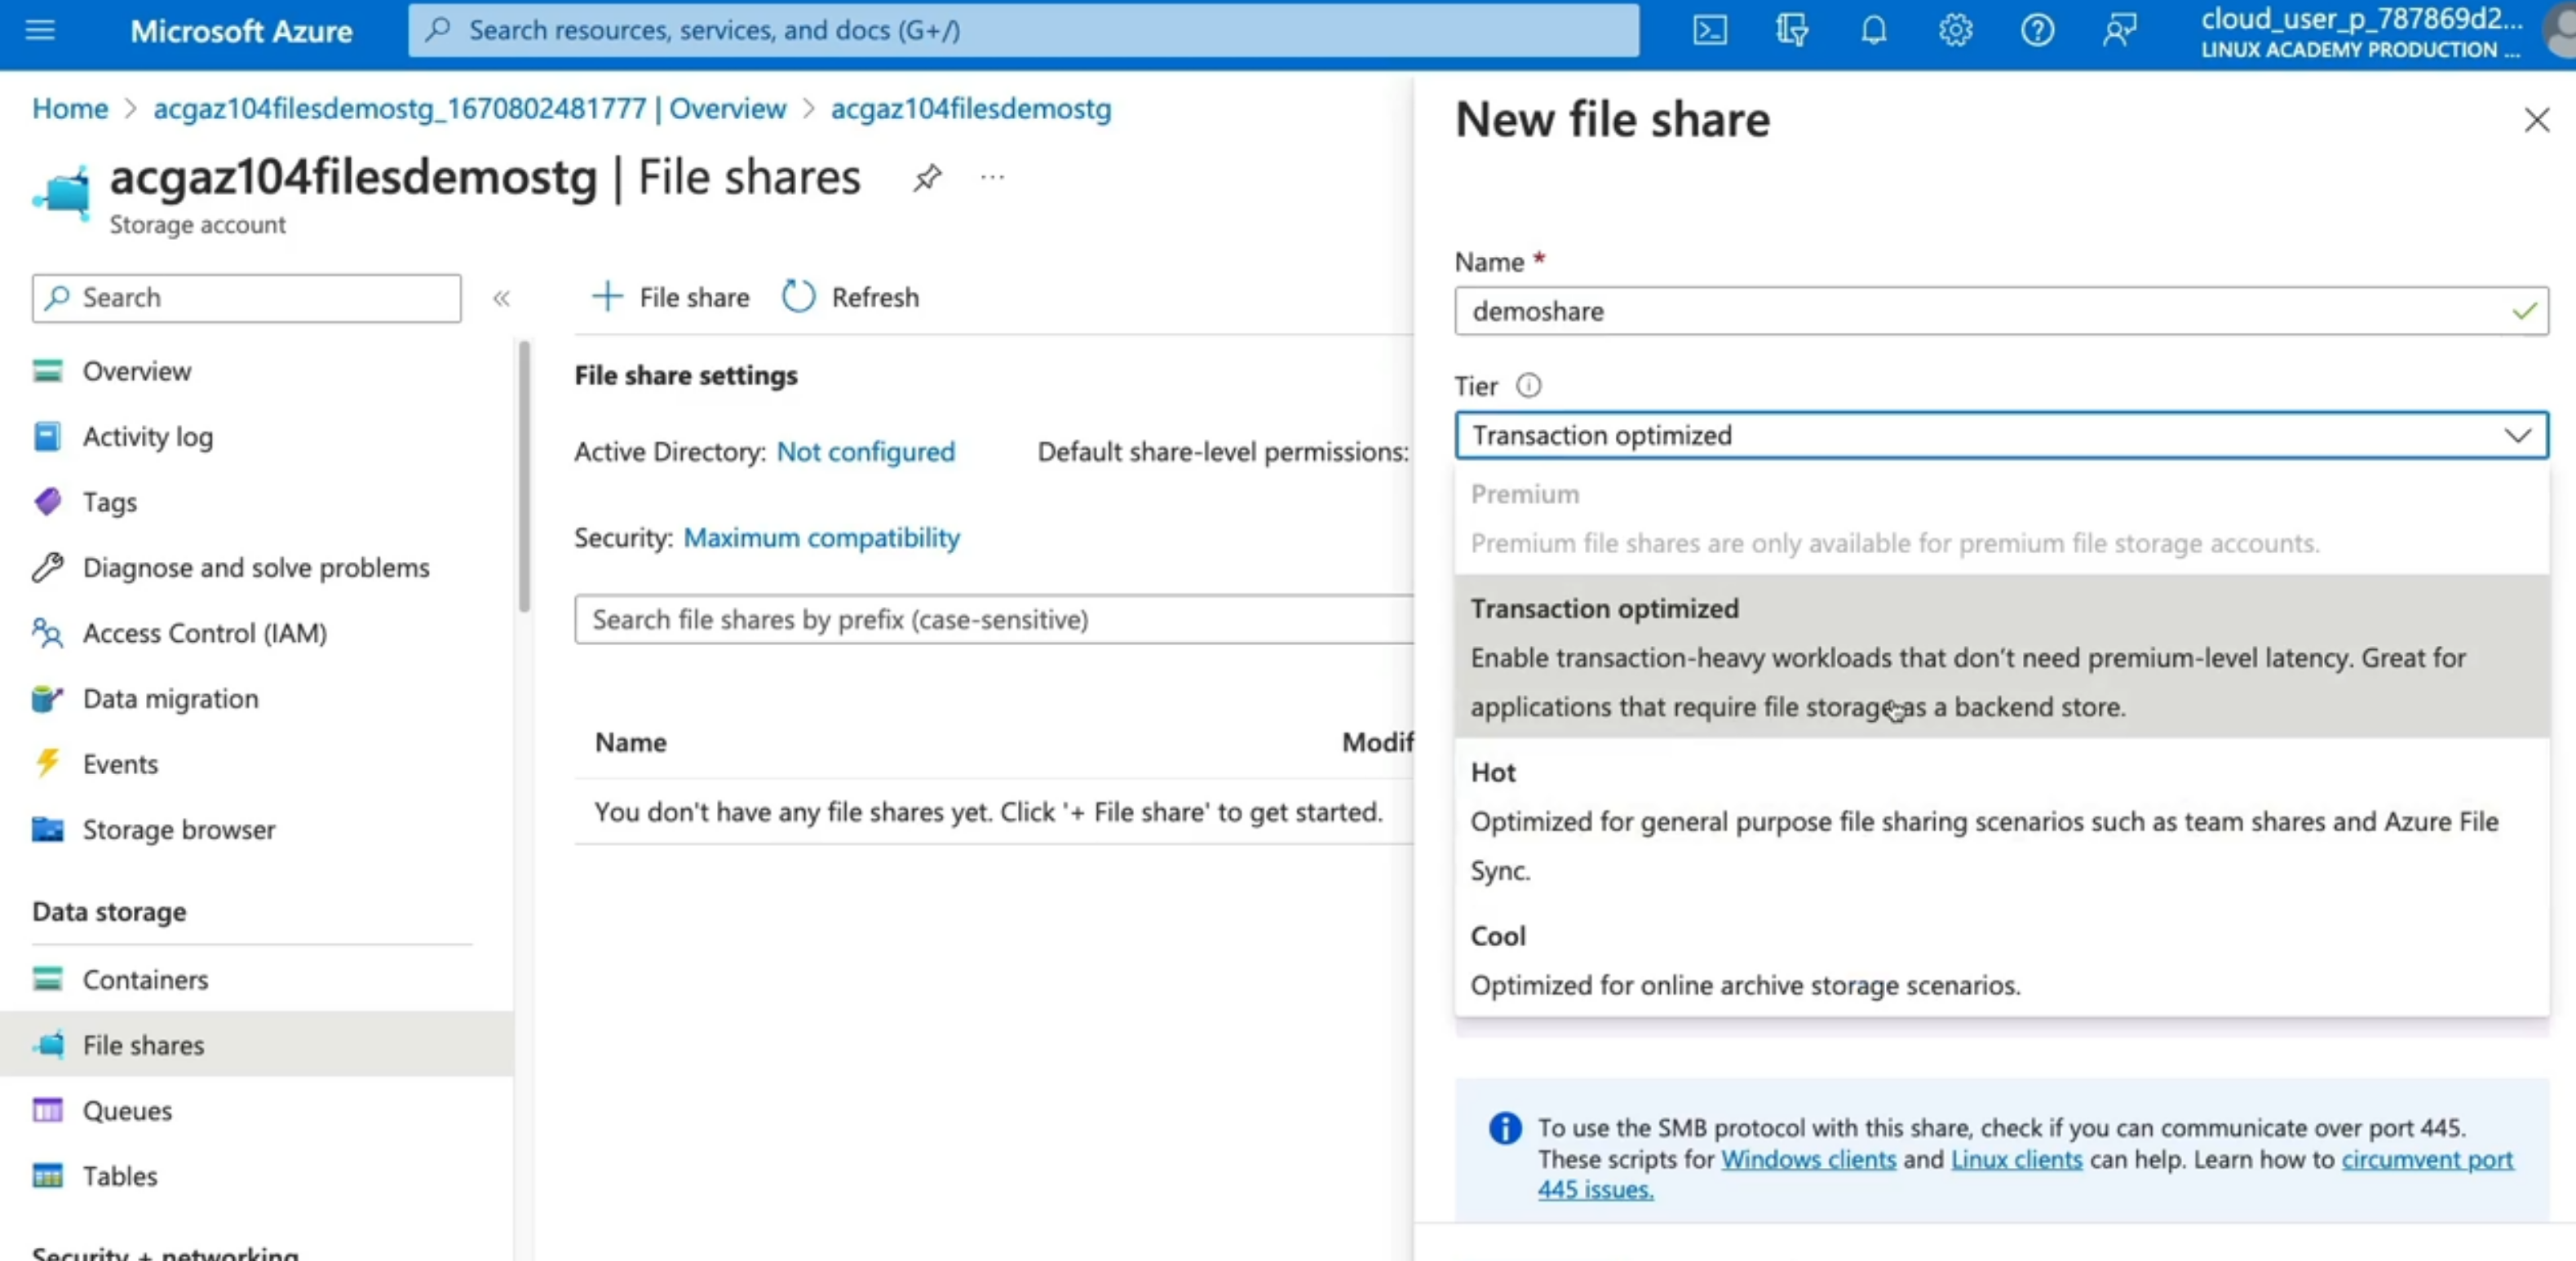 Microsoft Azure
Search resources, services, and docs (G+/)
cloud_user_p_787869d2...
LINUX ACADEMY PRODUCTION ...
Home > acgaz104filesdemostg_1670802481777 | Overview > acgaz104filesdemostg
acgaz104filesdemostg | File shares
...
Storage account
Search
«
Overview
Activity log
Tags
Diagnose and solve problems
Access Control (IAM)
Data migration
Events
Storage browser
Data storage
Containers
File shares
Queues
Tables
Security + networking
+ File share
Refresh
File share settings
Active Directory: Not configured
Default share-level permissions:
Security: Maximum compatibility
Search file shares by prefix (case-sensitive)
Name
Modif
You don't have any file shares yet. Click '+ File share' to get started.
New file share
Name *
demoshare
Tier
Transaction optimized
Premium
Premium file shares are only available for premium file storage accounts.
Transaction optimized
Enable transaction-heavy workloads that don't need premium-level latency. Great for
applications that require file storage as a backend store.
Hot
Optimized for general purpose file sharing scenarios such as team shares and Azure File
Sync.
Cool
Optimized for online archive storage scenarios.
To use the SMB protocol with this share, check if you can communicate over port 445.
These scripts for Windows clients and Linux clients can help. Learn how to circumvent port
445 issues.